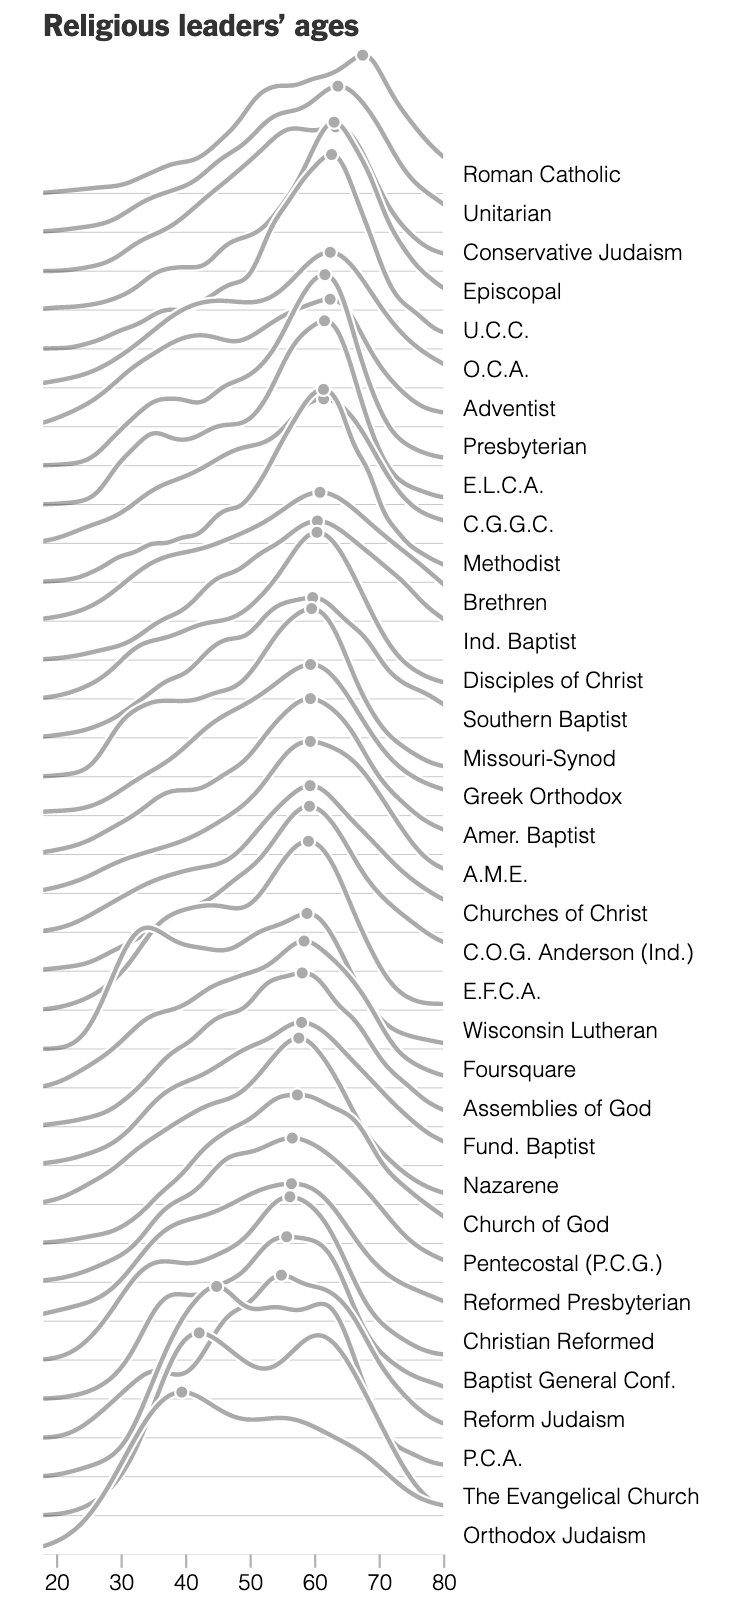 Religious leaders’ ages
Roman Catholic
Unitarian
Conservative Judaism
Episcopal
U.C.C.
O.C.A.
Adventist
Presbyterian
E.L.C.A.
C.G.G.C.
Methodist
Brethren
Ind. Baptist
Disciples of Christ
Southern Baptist
Missouri-Synod
Greek Orthodox
Amer. Baptist
A.M.E.
Churches of Christ
C.O.G. Anderson (Ind.)
E.F.C.A.
Wisconsin Lutheran
Foursquare
Assemblies of God
Fund. Baptist
Nazarene
Church of God
Pentecostal (P.C.G.)
Reformed Presbyterian
Christian Reformed
Baptist General Conf.
Reform Judaism
P.C.A.
The Evangelical Church
Orthodox Judaism
20 30 40 50 60 70 80